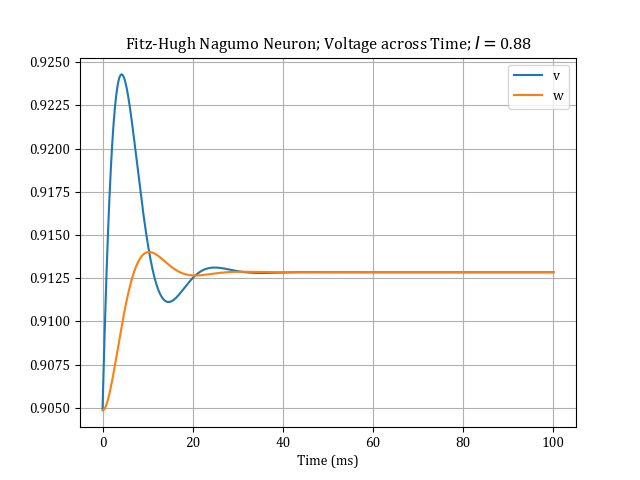 Fitz-Hugh Nagumo Neuron; Voltage across Time; I = 0.88
0.9250
0.9225
0.9200
0.9175
0.9150
0.9125
0.9100
0.9075
0.9050
v
w
0 20 40 60 80 100
Time (ms)